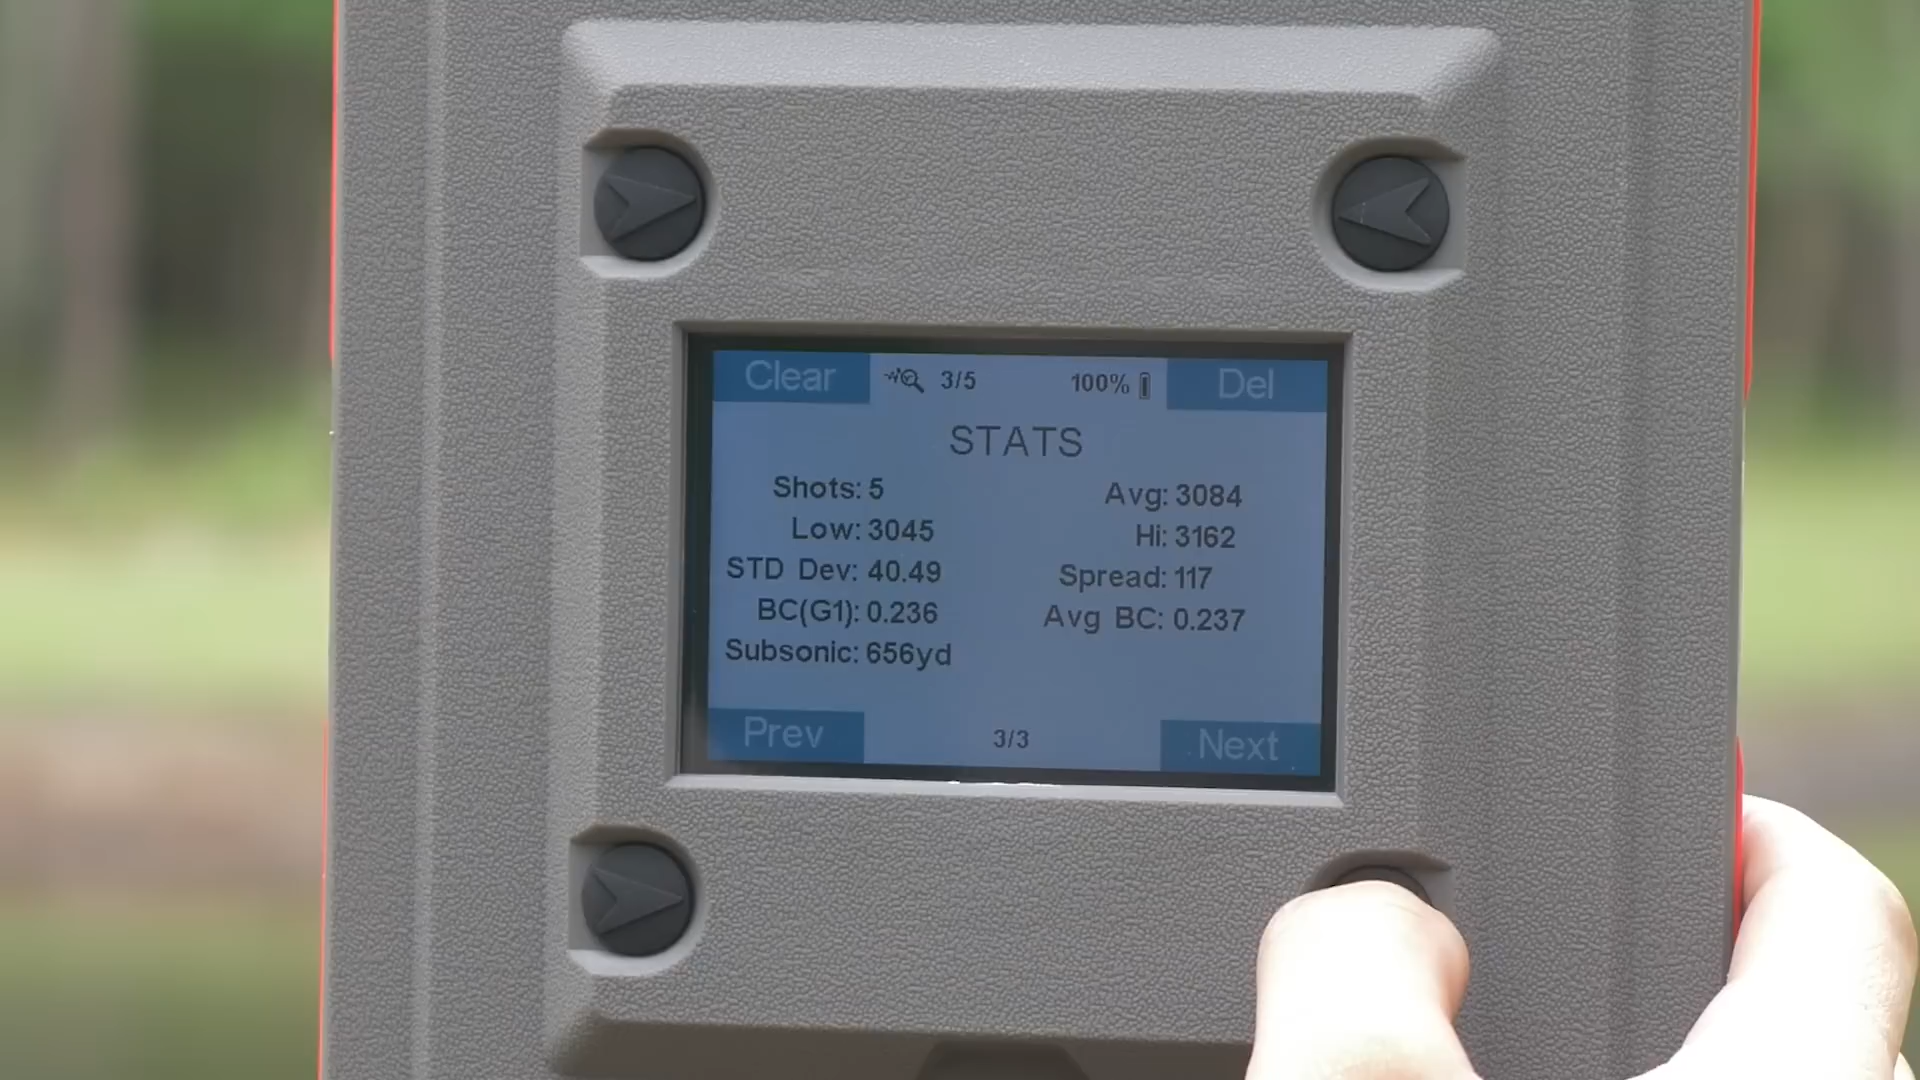 Clear 3/5 100% Del
STATS
Shots: 5 Avg: 3084
Low: 3045 Hi: 3162
STD Dev: 40.49 Spread: 117
BC(G1): 0.236 Avg BC: 0.237
Subsonic: 656yd
Prev 3/3 Next